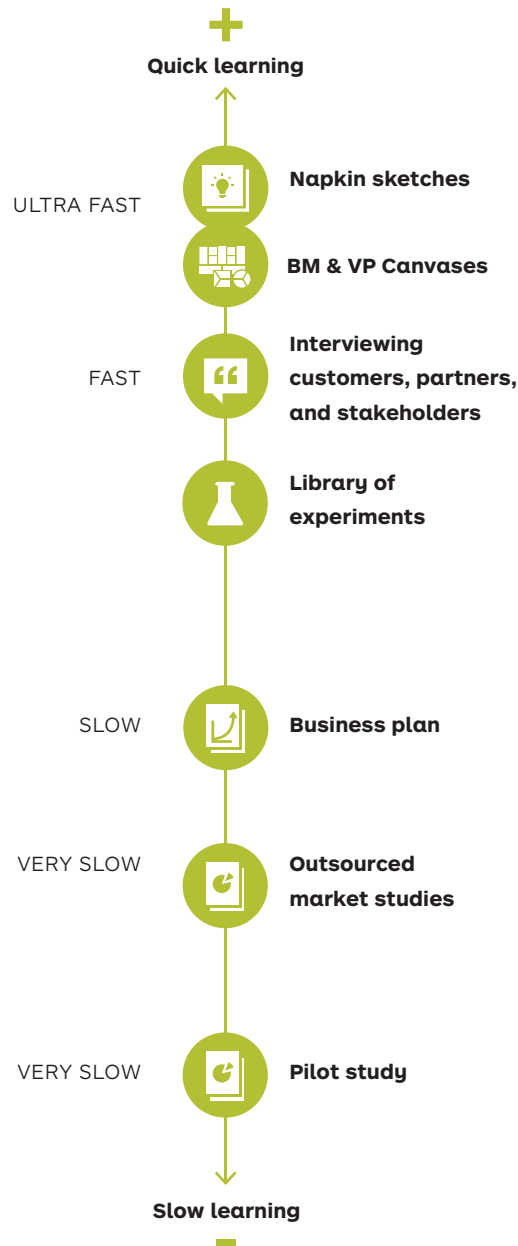 +
Quick learning
Napkin sketches
ULTRA FAST
BM & VP Canvases
Interviewing
FAST
customers, partners,
and stakeholders
Library of
experiments
SLOW
Business plan
VERY SLOW
Outsourced
market studies
VERY SLOW
Pilot study
Slow learning
-